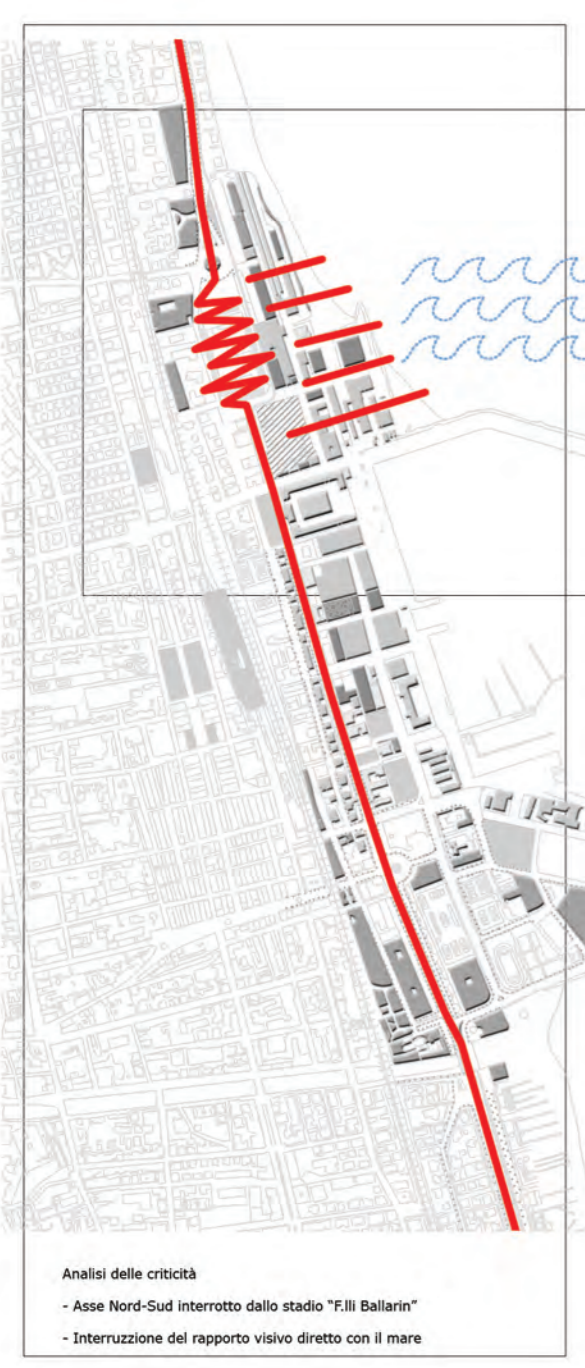 Analisi delle criticità
- Asse Nord-Sud interrotto dallo stadio "F.lli Ballarin"
- Interruzione del rapporto visivo diretto con il mare